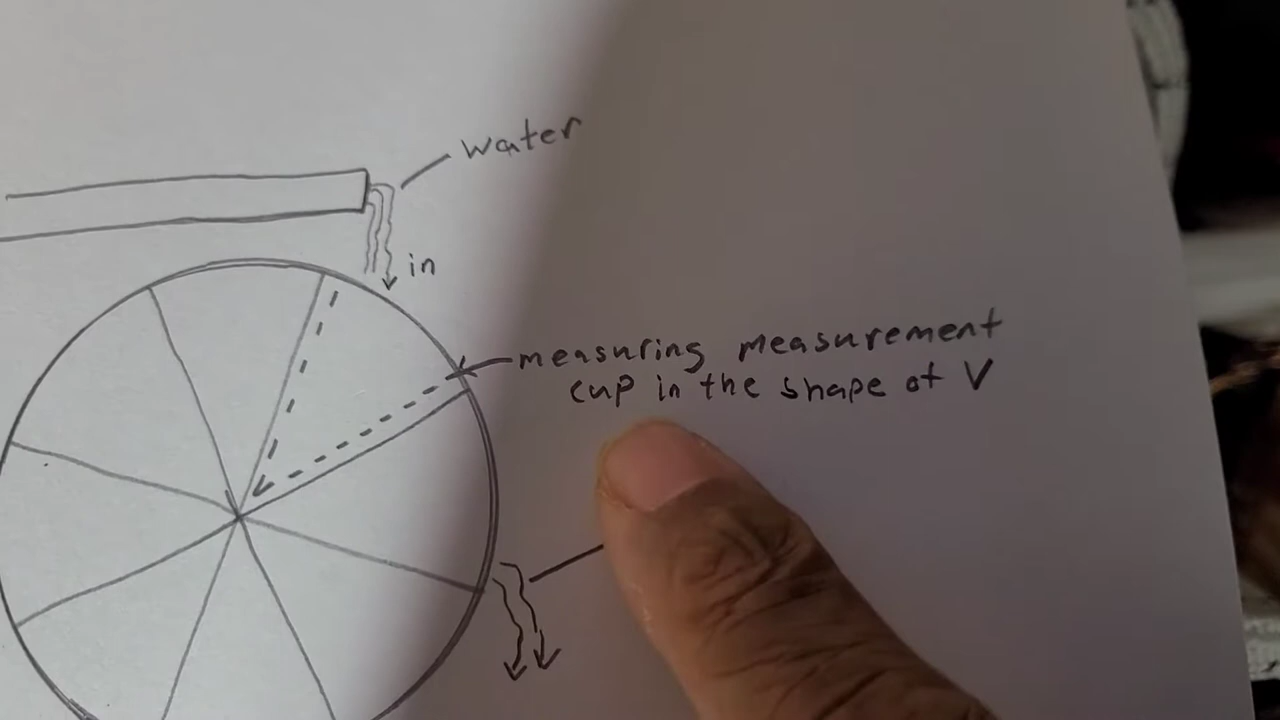 water
in
measuring measurement
cup in the shape of V